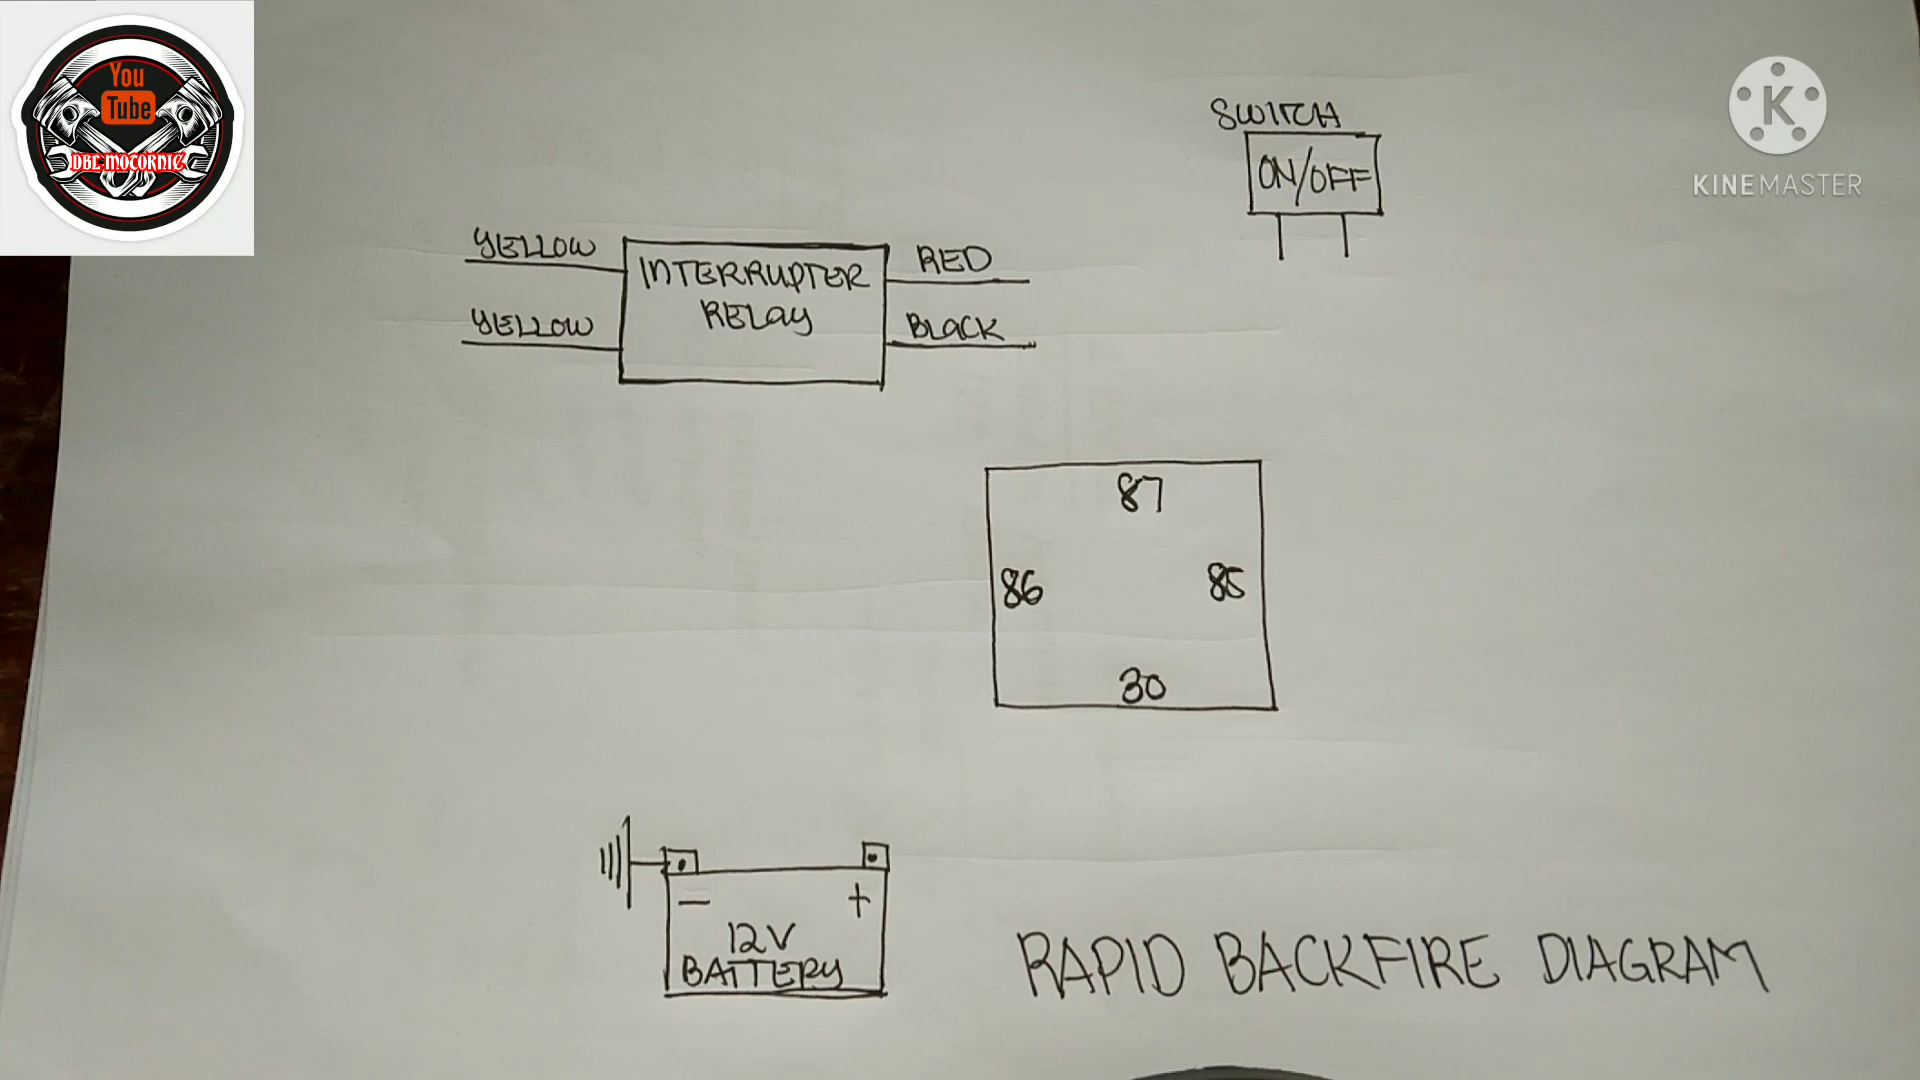 You
Tube
DBL MOTORNIC
K
KINEMASTER
SWITCH
ON/OFF
YELLOW
YELLOW
INTERRUPTER
RELAY
RED
BLACK
87
86
85
30
-
+
12V
BATTERY
RAPID BACKFIRE DIAGRAM